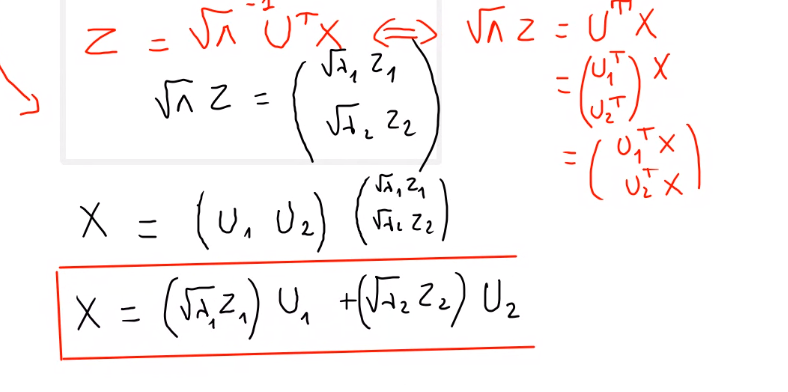 Z = √Λ⁻¹ Uᵀ X ⟺ √Λ Z = Uᵀ X
√Λ Z = (√λ₁ Z₁
√λ₂ Z₂)
= (U₁ᵀ
U₂ᵀ) X
= (U₁ᵀ X
U₂ᵀ X)
X = (U₁ U₂) (√λ₁ Z₁
√λ₂ Z₂)
X = (√λ₁ Z₁) U₁ + (√λ₂ Z₂) U₂